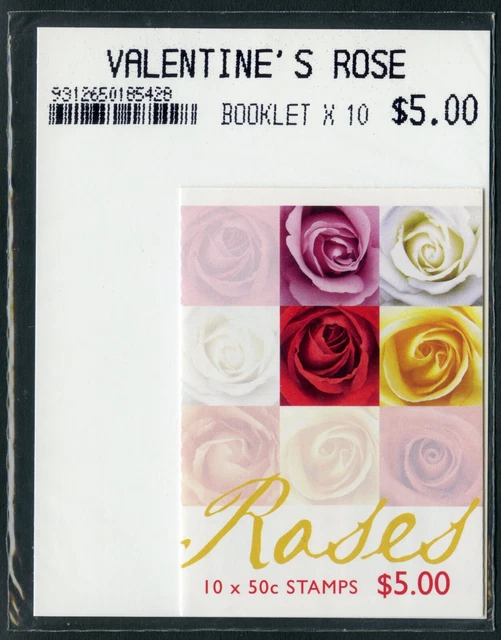 VALENTINE'S ROSE
9312650185428
BOOKLET X 10 $5.00
Roses
10 x 50c STAMPS $5.00